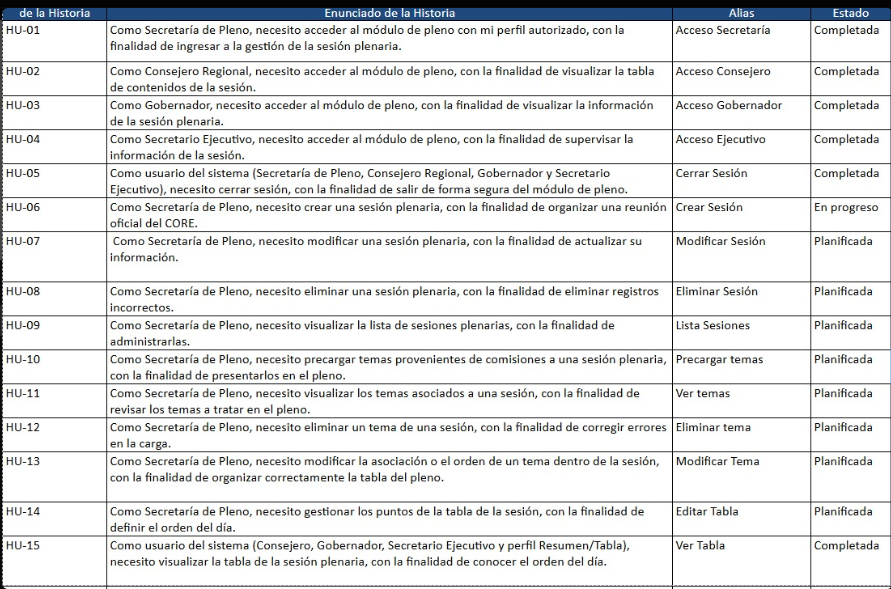 de la Historia Enunciado de la Historia Alias Estado
HU-01 Como Secretaría de Pleno, necesito acceder al módulo de pleno con mi perfil autorizado, con la Acceso Secretaría Completada
finalidad de ingresar a la gestión de la sesión plenaria.
HU-02 Como Consejero Regional, necesito acceder al módulo de pleno, con la finalidad de visualizar la tabla Acceso Consejero Completada
de contenidos de la sesión.
HU-03 Como Gobernador, necesito acceder al módulo de pleno, con la finalidad de visualizar la información Acceso Gobernador Completada
de la sesión plenaria.
HU-04 Como Secretario Ejecutivo, necesito acceder al módulo de pleno, con la finalidad de supervisar la Acceso Ejecutivo Completada
información de la sesión.
HU-05 Como usuario del sistema (Secretaría de Pleno, Consejero Regional, Gobernador y Secretario Cerrar Sesión Completada
Ejecutivo), necesito cerrar sesión, con la finalidad de salir de forma segura del módulo de pleno.
HU-06 Como Secretaría de Pleno, necesito crear una sesión plenaria, con la finalidad de organizar una reunión Crear Sesión En progreso
oficial del CORE.
HU-07 Como Secretaría de Pleno, necesito modificar una sesión plenaria, con la finalidad de actualizar su Modificar Sesión Planificada
información.
HU-08 Como Secretaría de Pleno, necesito eliminar una sesión plenaria, con la finalidad de eliminar registros Eliminar Sesión Planificada
incorrectos.
HU-09 Como Secretaría de Pleno, necesito visualizar la lista de sesiones plenarias, con la finalidad de Lista Sesiones Planificada
administrarlas.
HU-10 Como Secretaría de Pleno, necesito precargar temas provenientes de comisiones a una sesión plenaria, Precargar temas Planificada
con la finalidad de presentarlos en el pleno.
HU-11 Como Secretaría de Pleno, necesito visualizar los temas asociados a una sesión, con la finalidad de Ver temas Planificada
revisar los temas a tratar en el pleno.
HU-12 Como Secretaría de Pleno, necesito eliminar un tema de una sesión, con la finalidad de corregir errores Eliminar tema Planificada
en la carga.
HU-13 Como Secretaría de Pleno, necesito modificar la asociación o el orden de un tema dentro de la sesión, Modificar Tema Planificada
con la finalidad de organizar correctamente la tabla del pleno.
HU-14 Como Secretaría de Pleno, necesito gestionar los puntos de la tabla de la sesión, con la finalidad de Editar Tabla Planificada
definir el orden del día.
HU-15 Como usuario del sistema (Consejero, Gobernador, Secretario Ejecutivo y perfil Resumen/Tabla), Ver Tabla Completada
necesito visualizar la tabla de la sesión plenaria, con la finalidad de conocer el orden del día.